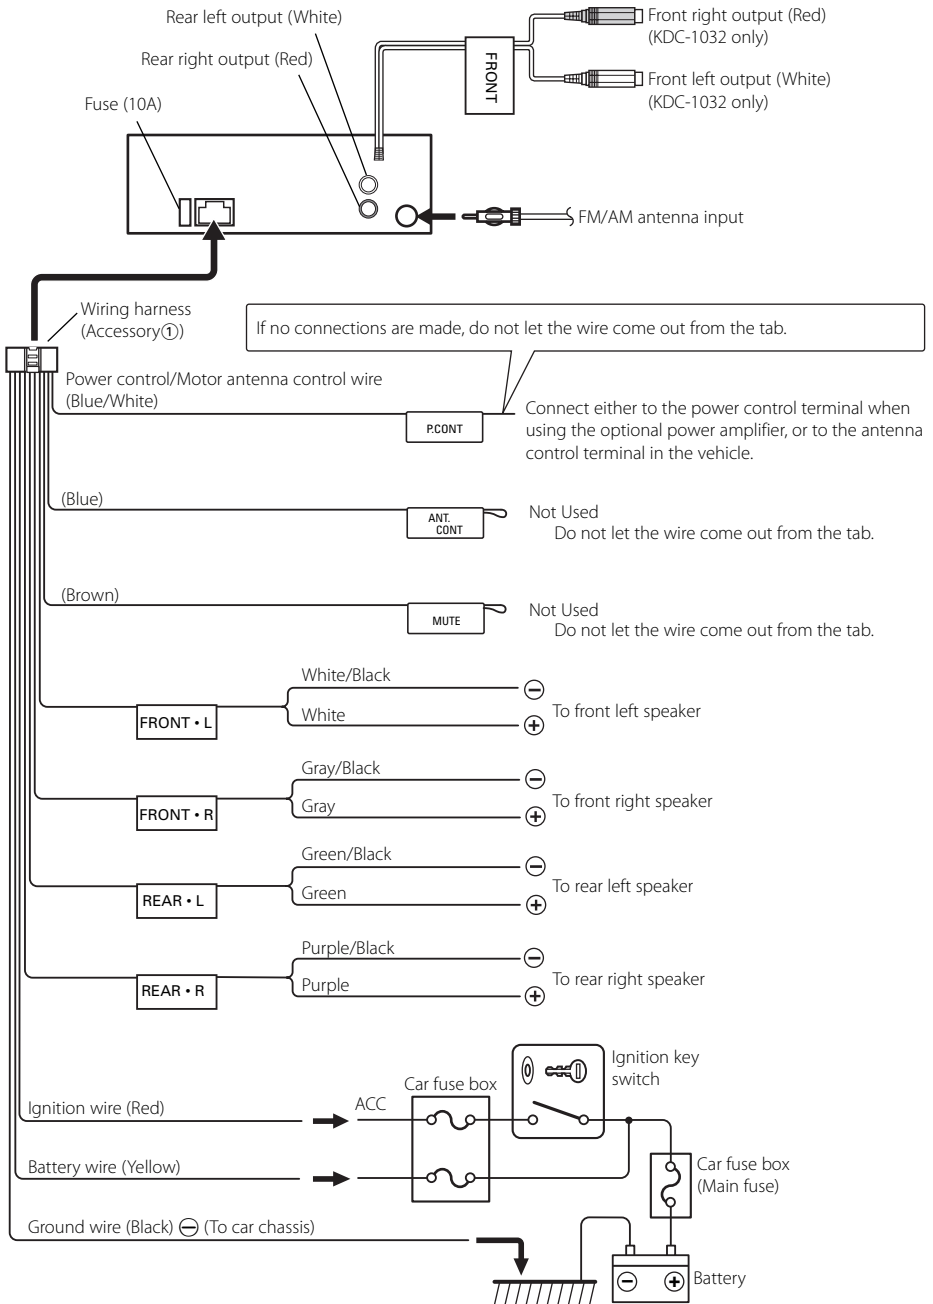 Rear left output (White)
Rear right output (Red)
Fuse (10A)
FRONT
Front right output (Red)
(KDC-1032 only)
Front left output (White)
(KDC-1032 only)
FM/AM antenna input
Wiring harness
(Accessory①)
If no connections are made, do not let the wire come out from the tab.
Power control/Motor antenna control wire
(Blue/White)
P.CONT
Connect either to the power control terminal when
using the optional power amplifier, or to the antenna
control terminal in the vehicle.
(Blue)
ANT.
CONT
Not Used
Do not let the wire come out from the tab.
(Brown)
MUTE
Not Used
Do not let the wire come out from the tab.
FRONT • L
White/Black
White
⊖
⊕
To front left speaker
FRONT • R
Gray/Black
Gray
⊖
⊕
To front right speaker
REAR • L
Green/Black
Green
⊖
⊕
To rear left speaker
REAR • R
Purple/Black
Purple
⊖
⊕
To rear right speaker
Ignition key
switch
Car fuse box
Ignition wire (Red)
ACC
Battery wire (Yellow)
Car fuse box
(Main fuse)
Ground wire (Black) ⊖ (To car chassis)
⊖ ⊕
Battery